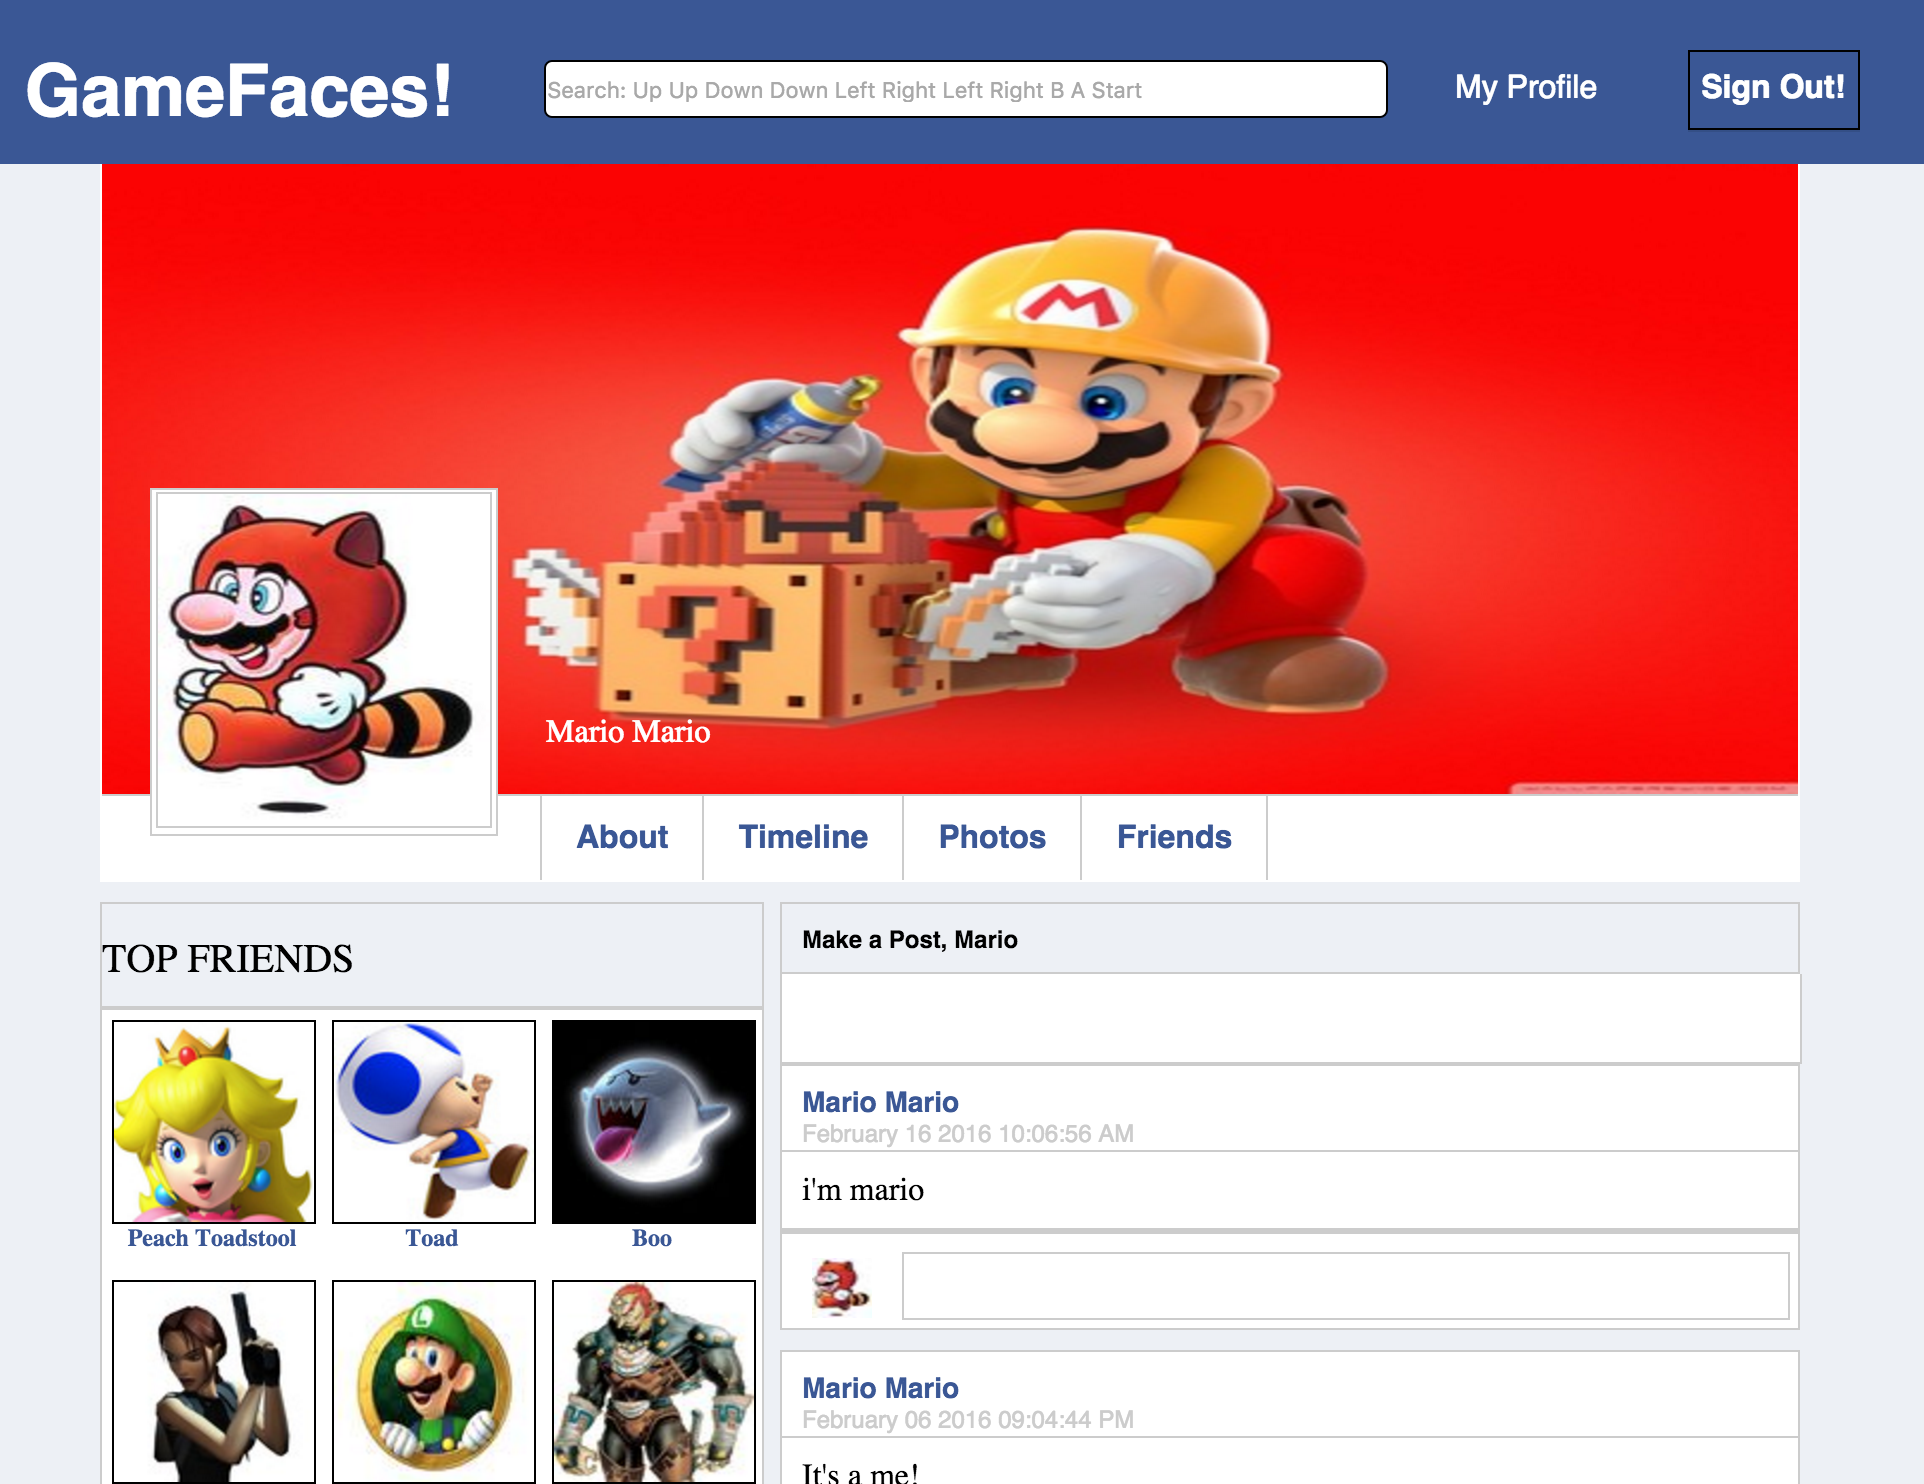 GameFaces!
Search: Up Up Down Down Left Right Left Right B A Start
My Profile
Sign Out!
M
?
Mario Mario
About
Timeline
Photos
Friends
TOP FRIENDS
Peach Toadstool
Toad
Boo
L
Make a Post, Mario
Mario Mario
February 16 2016 10:06:56 AM
i'm mario
Mario Mario
February 06 2016 09:04:44 PM
It's a me!